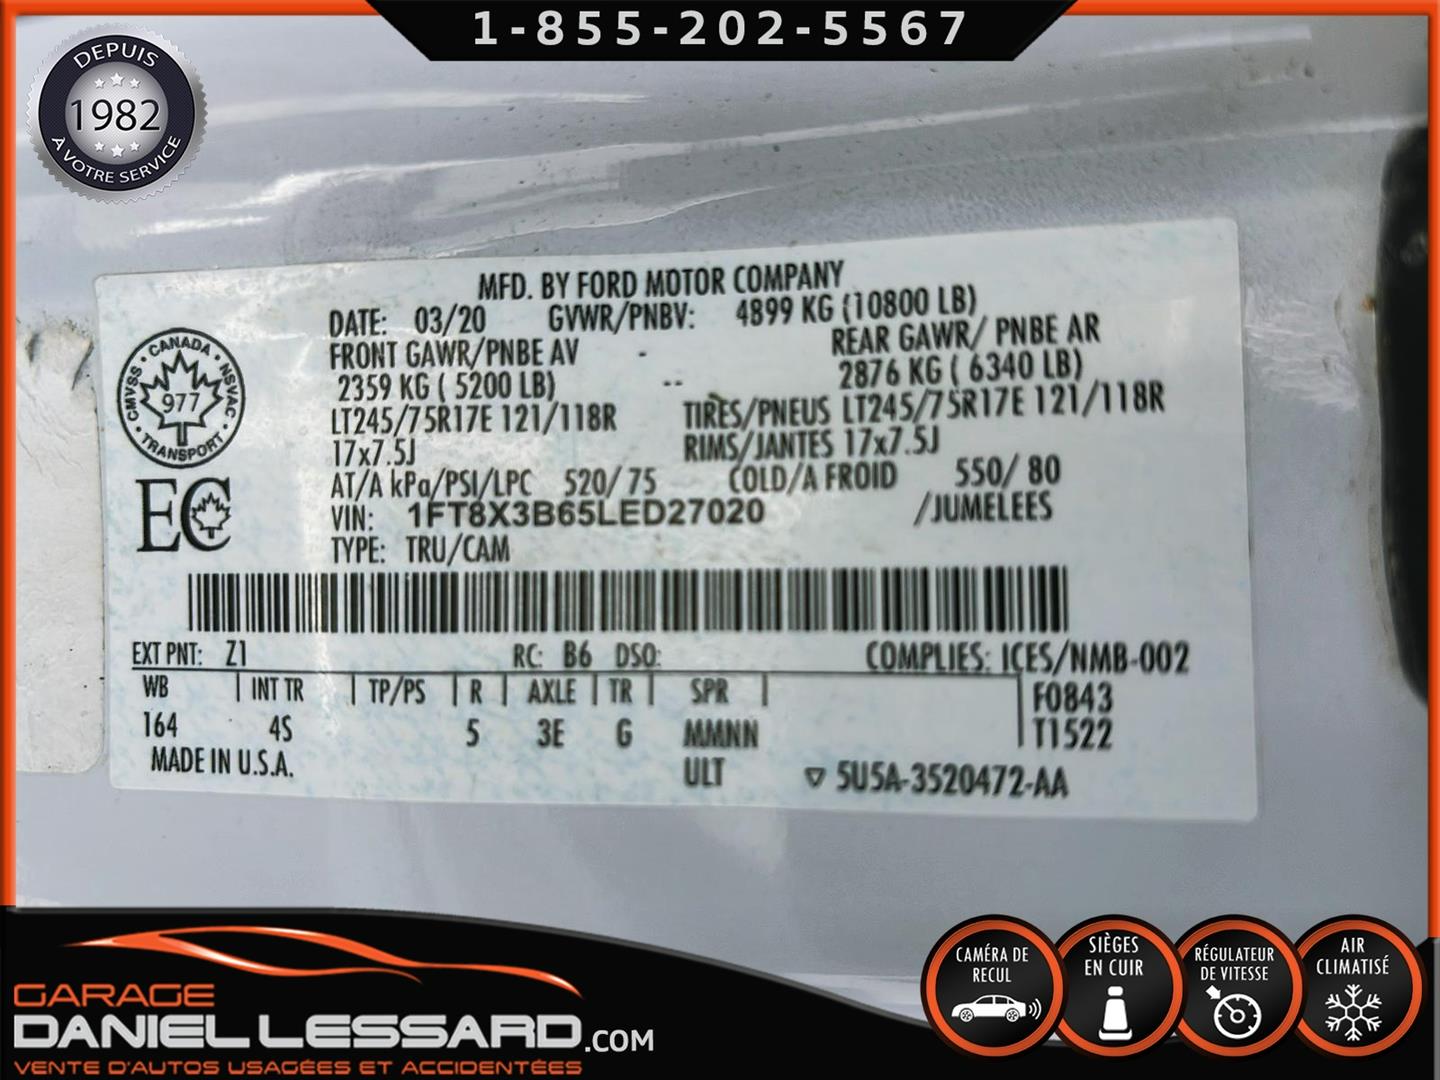 1-855-202-5567
DEPUIS
1982
À VOTRE SERVICE
MFD. BY FORD MOTOR COMPANY
DATE: 03/20 GVWR/PNBV: 4899 KG (10800 LB)
FRONT GAWR/PNBE AV - REAR GAWR/ PNBE AR
2359 KG ( 5200 LB) -- 2876 KG ( 6340 LB)
LT245/75R17E 121/118R TIRES/PNEUS LT245/75R17E 121/118R
17x7.5J RIMS/JANTES 17x7.5J
AT/A kPa/PSI/LPC 520/ 75 COLD/A FROID 550/ 80
VIN: 1FT8X3B65LED27020 /JUMELEES
TYPE: TRU/CAM
CMVSS • CANADA • NSVAC • TRANSPORT •
977
EC
EXT PNT: Z1 RC: B6 DSO: COMPLIES: ICES/NMB-002
WB | INT TR | TP/PS | R | AXLE | TR | SPR | F0843
164 4S 5 3E G MMNN T1522
MADE IN U.S.A. ULT ▽ 5U5A-3520472-AA
GARAGE
DANIEL LESSARD.COM
VENTE D'AUTOS USAGÉES ET ACCIDENTÉES
CAMÉRA DE
RECUL
SIÈGES
EN CUIR
RÉGULATEUR
DE VITESSE
AIR
CLIMATISÉ